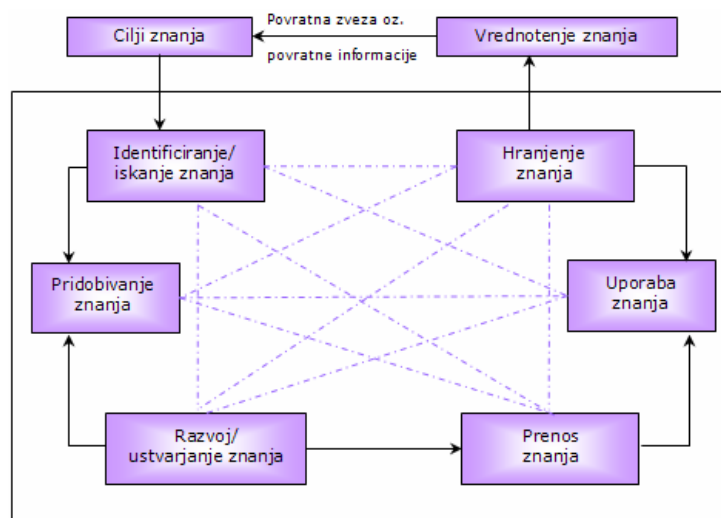 Cilji znanja
Povratna zveza oz.
povratne informacije
Vrednotenje znanja
Identificiranje/
iskanje znanja
Hranjenje
znanja
Pridobivanje
znanja
Uporaba
znanja
Razvoj/
ustvarjanje znanja
Prenos
znanja